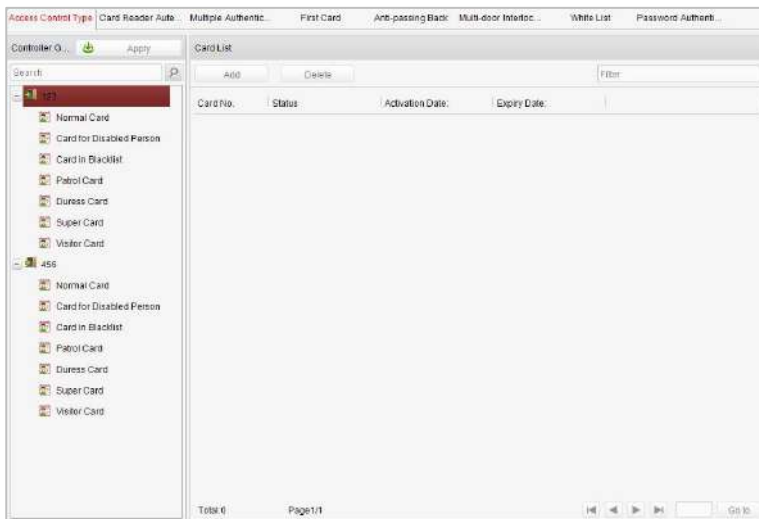 Access Control Type Card Reader Aute... Multiple Authentic... First Card Anti-passing Back Multi-door Interloc... White List Password Authenti...
Controller G... Apply Card List
Search
Add Delete Filter
123
Card No. Status Activation Date: Expiry Date:
Normal Card
Card for Disabled Person
Card in Blacklist
Patrol Card
Duress Card
Super Card
Visitor Card
456
Normal Card
Card for Disabled Person
Card in Blacklist
Patrol Card
Duress Card
Super Card
Visitor Card
Total:0 Page1/1 Go to